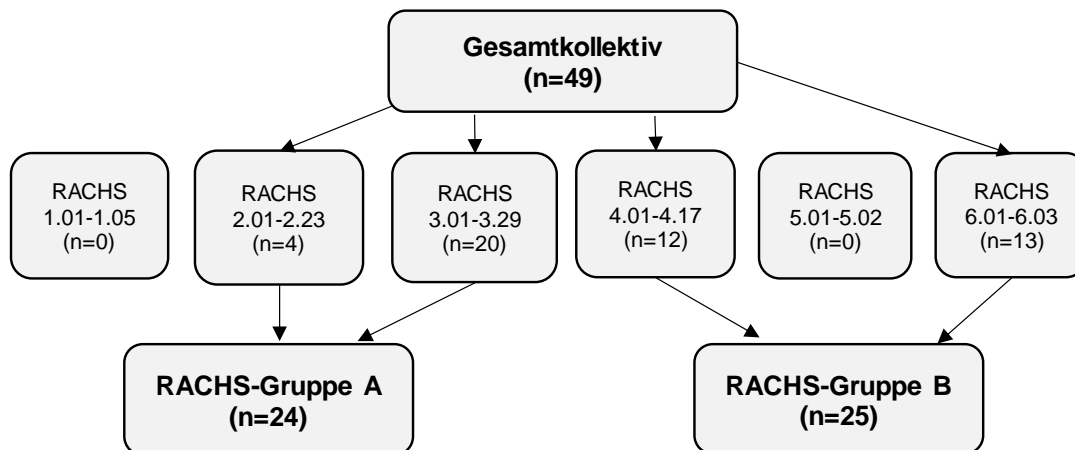 Gesamtkollektiv
(n=49)
RACHS
1.01-1.05
(n=0)
RACHS
2.01-2.23
(n=4)
RACHS
3.01-3.29
(n=20)
RACHS
4.01-4.17
(n=12)
RACHS
5.01-5.02
(n=0)
RACHS
6.01-6.03
(n=13)
RACHS-Gruppe A
(n=24)
RACHS-Gruppe B
(n=25)